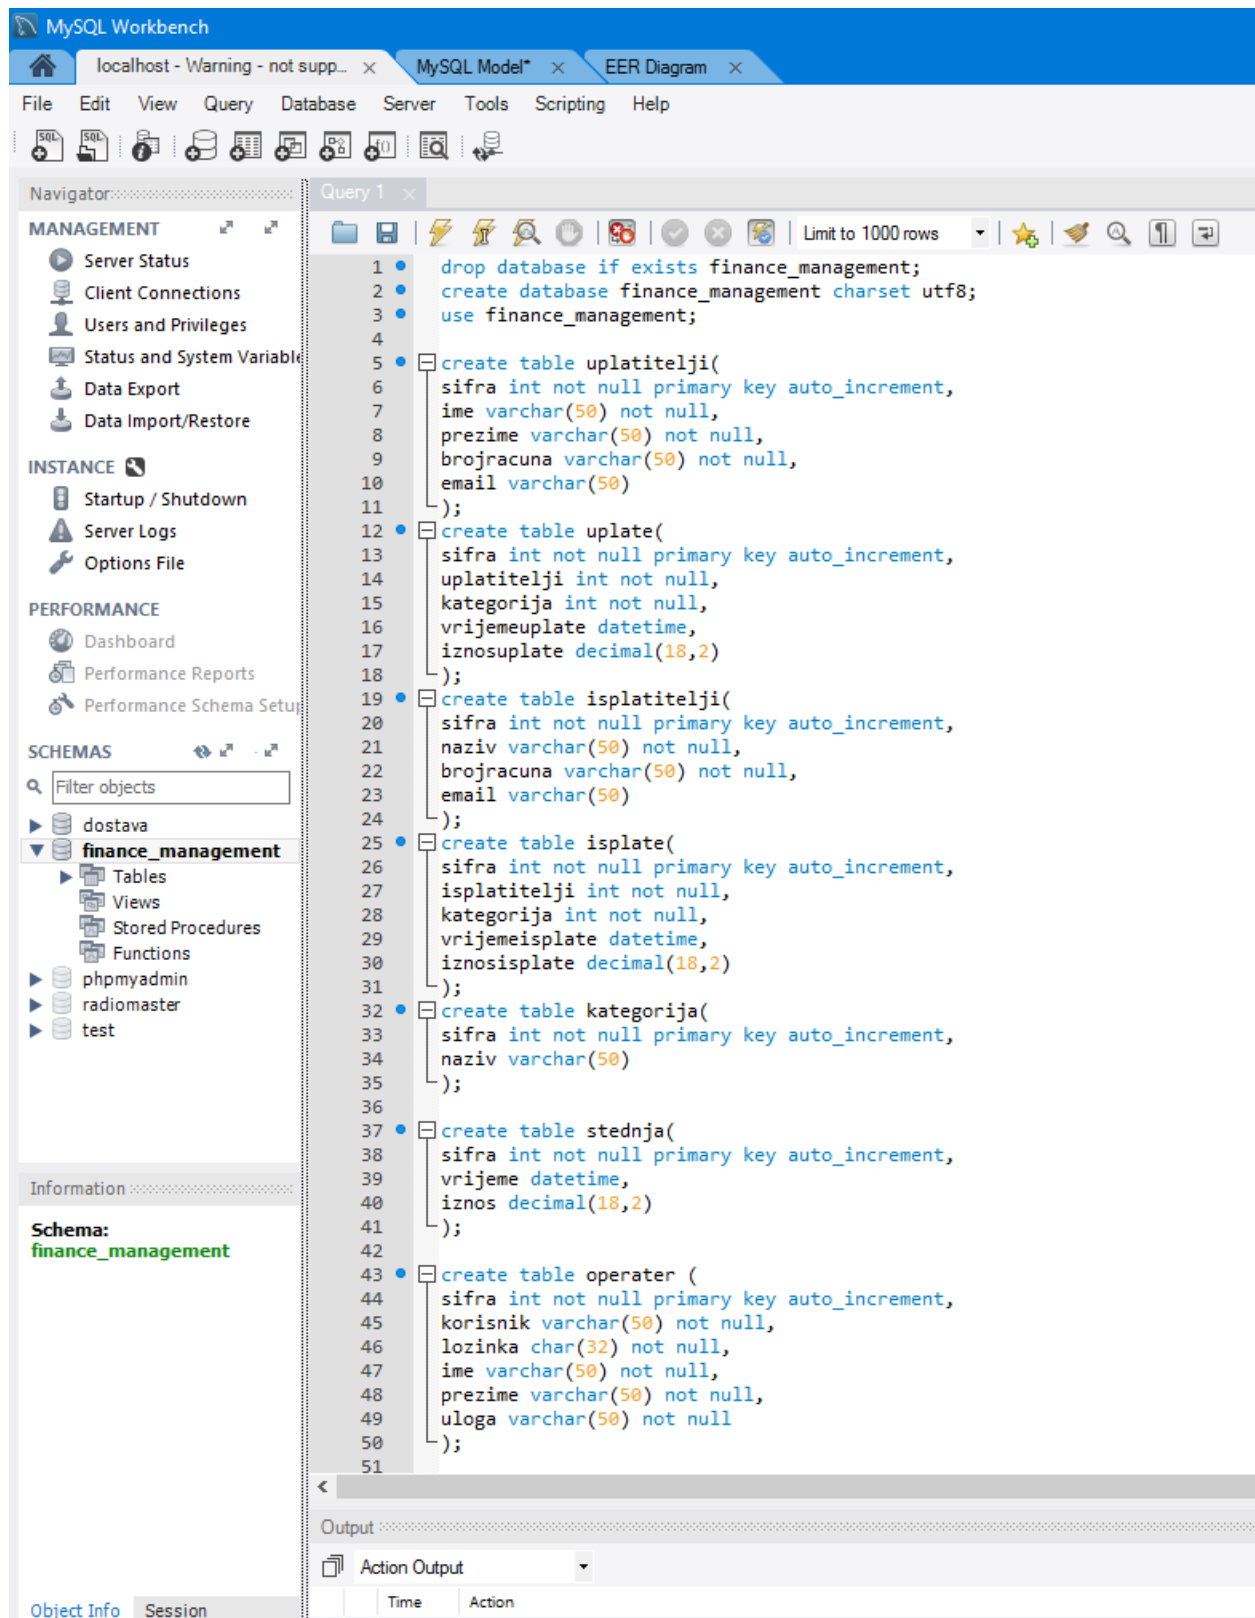 MySQL Workbench
localhost - Warning - not supp... × MySQL Model* × EER Diagram ×
File Edit View Query Database Server Tools Scripting Help
Navigator
MANAGEMENT
Server Status
Client Connections
Users and Privileges
Status and System Variable
Data Export
Data Import/Restore
INSTANCE
Startup / Shutdown
Server Logs
Options File
PERFORMANCE
Dashboard
Performance Reports
Performance Schema Setup
SCHEMAS
Filter objects
dostava
finance_management
Tables
Views
Stored Procedures
Functions
phpmyadmin
radiomaster
test
Information
Schema:
finance_management
Object Info Session
Query 1 ×
Limit to 1000 rows
1 drop database if exists finance_management;
2 create database finance_management charset utf8;
3 use finance_management;
4
5 create table uplatitelji(
6 sifra int not null primary key auto_increment,
7 ime varchar(50) not null,
8 prezime varchar(50) not null,
9 brojracuna varchar(50) not null,
10 email varchar(50)
11 );
12 create table uplate(
13 sifra int not null primary key auto_increment,
14 uplatitelji int not null,
15 kategorija int not null,
16 vrijemeuplate datetime,
17 iznosuplate decimal(18,2)
18 );
19 create table isplatitelji(
20 sifra int not null primary key auto_increment,
21 naziv varchar(50) not null,
22 brojracuna varchar(50) not null,
23 email varchar(50)
24 );
25 create table isplate(
26 sifra int not null primary key auto_increment,
27 isplatitelji int not null,
28 kategorija int not null,
29 vrijemeisplate datetime,
30 iznosisplate decimal(18,2)
31 );
32 create table kategorija(
33 sifra int not null primary key auto_increment,
34 naziv varchar(50)
35 );
36
37 create table stednja(
38 sifra int not null primary key auto_increment,
39 vrijeme datetime,
40 iznos decimal(18,2)
41 );
42
43 create table operater (
44 sifra int not null primary key auto_increment,
45 korisnik varchar(50) not null,
46 lozinka char(32) not null,
47 ime varchar(50) not null,
48 prezime varchar(50) not null,
49 uloga varchar(50) not null
50 );
51
Output
Action Output
Time Action